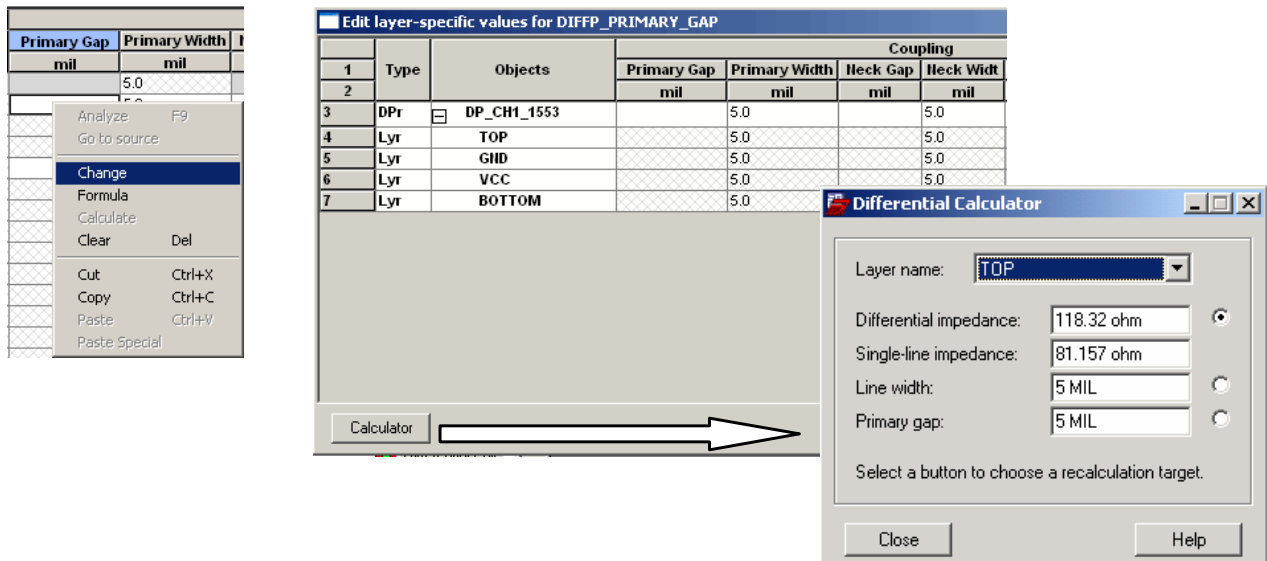 Primary Gap Primary Width
mil mil
5.0
Analyze F9
Go to source
Change
Formula
Calculate
Clear Del
Cut Ctrl+X
Copy Ctrl+C
Paste Ctrl+V
Paste Special
Edit layer-specific values for DIFFP_PRIMARY_GAP
Coupling
1 Type Objects Primary Gap Primary Width Neck Gap Neck Widt
2 mil mil mil mil
3 DPr DP_CH1_1553 5.0 5.0
4 Lyr TOP 5.0 5.0
5 Lyr GND 5.0 5.0
6 Lyr VCC 5.0 5.0
7 Lyr BOTTOM 5.0
Calculator
Differential Calculator
Layer name: TOP
Differential impedance: 118.32 ohm
Single-line impedance: 81.157 ohm
Line width: 5 MIL
Primary gap: 5 MIL
Select a button to choose a recalculation target.
Close Help